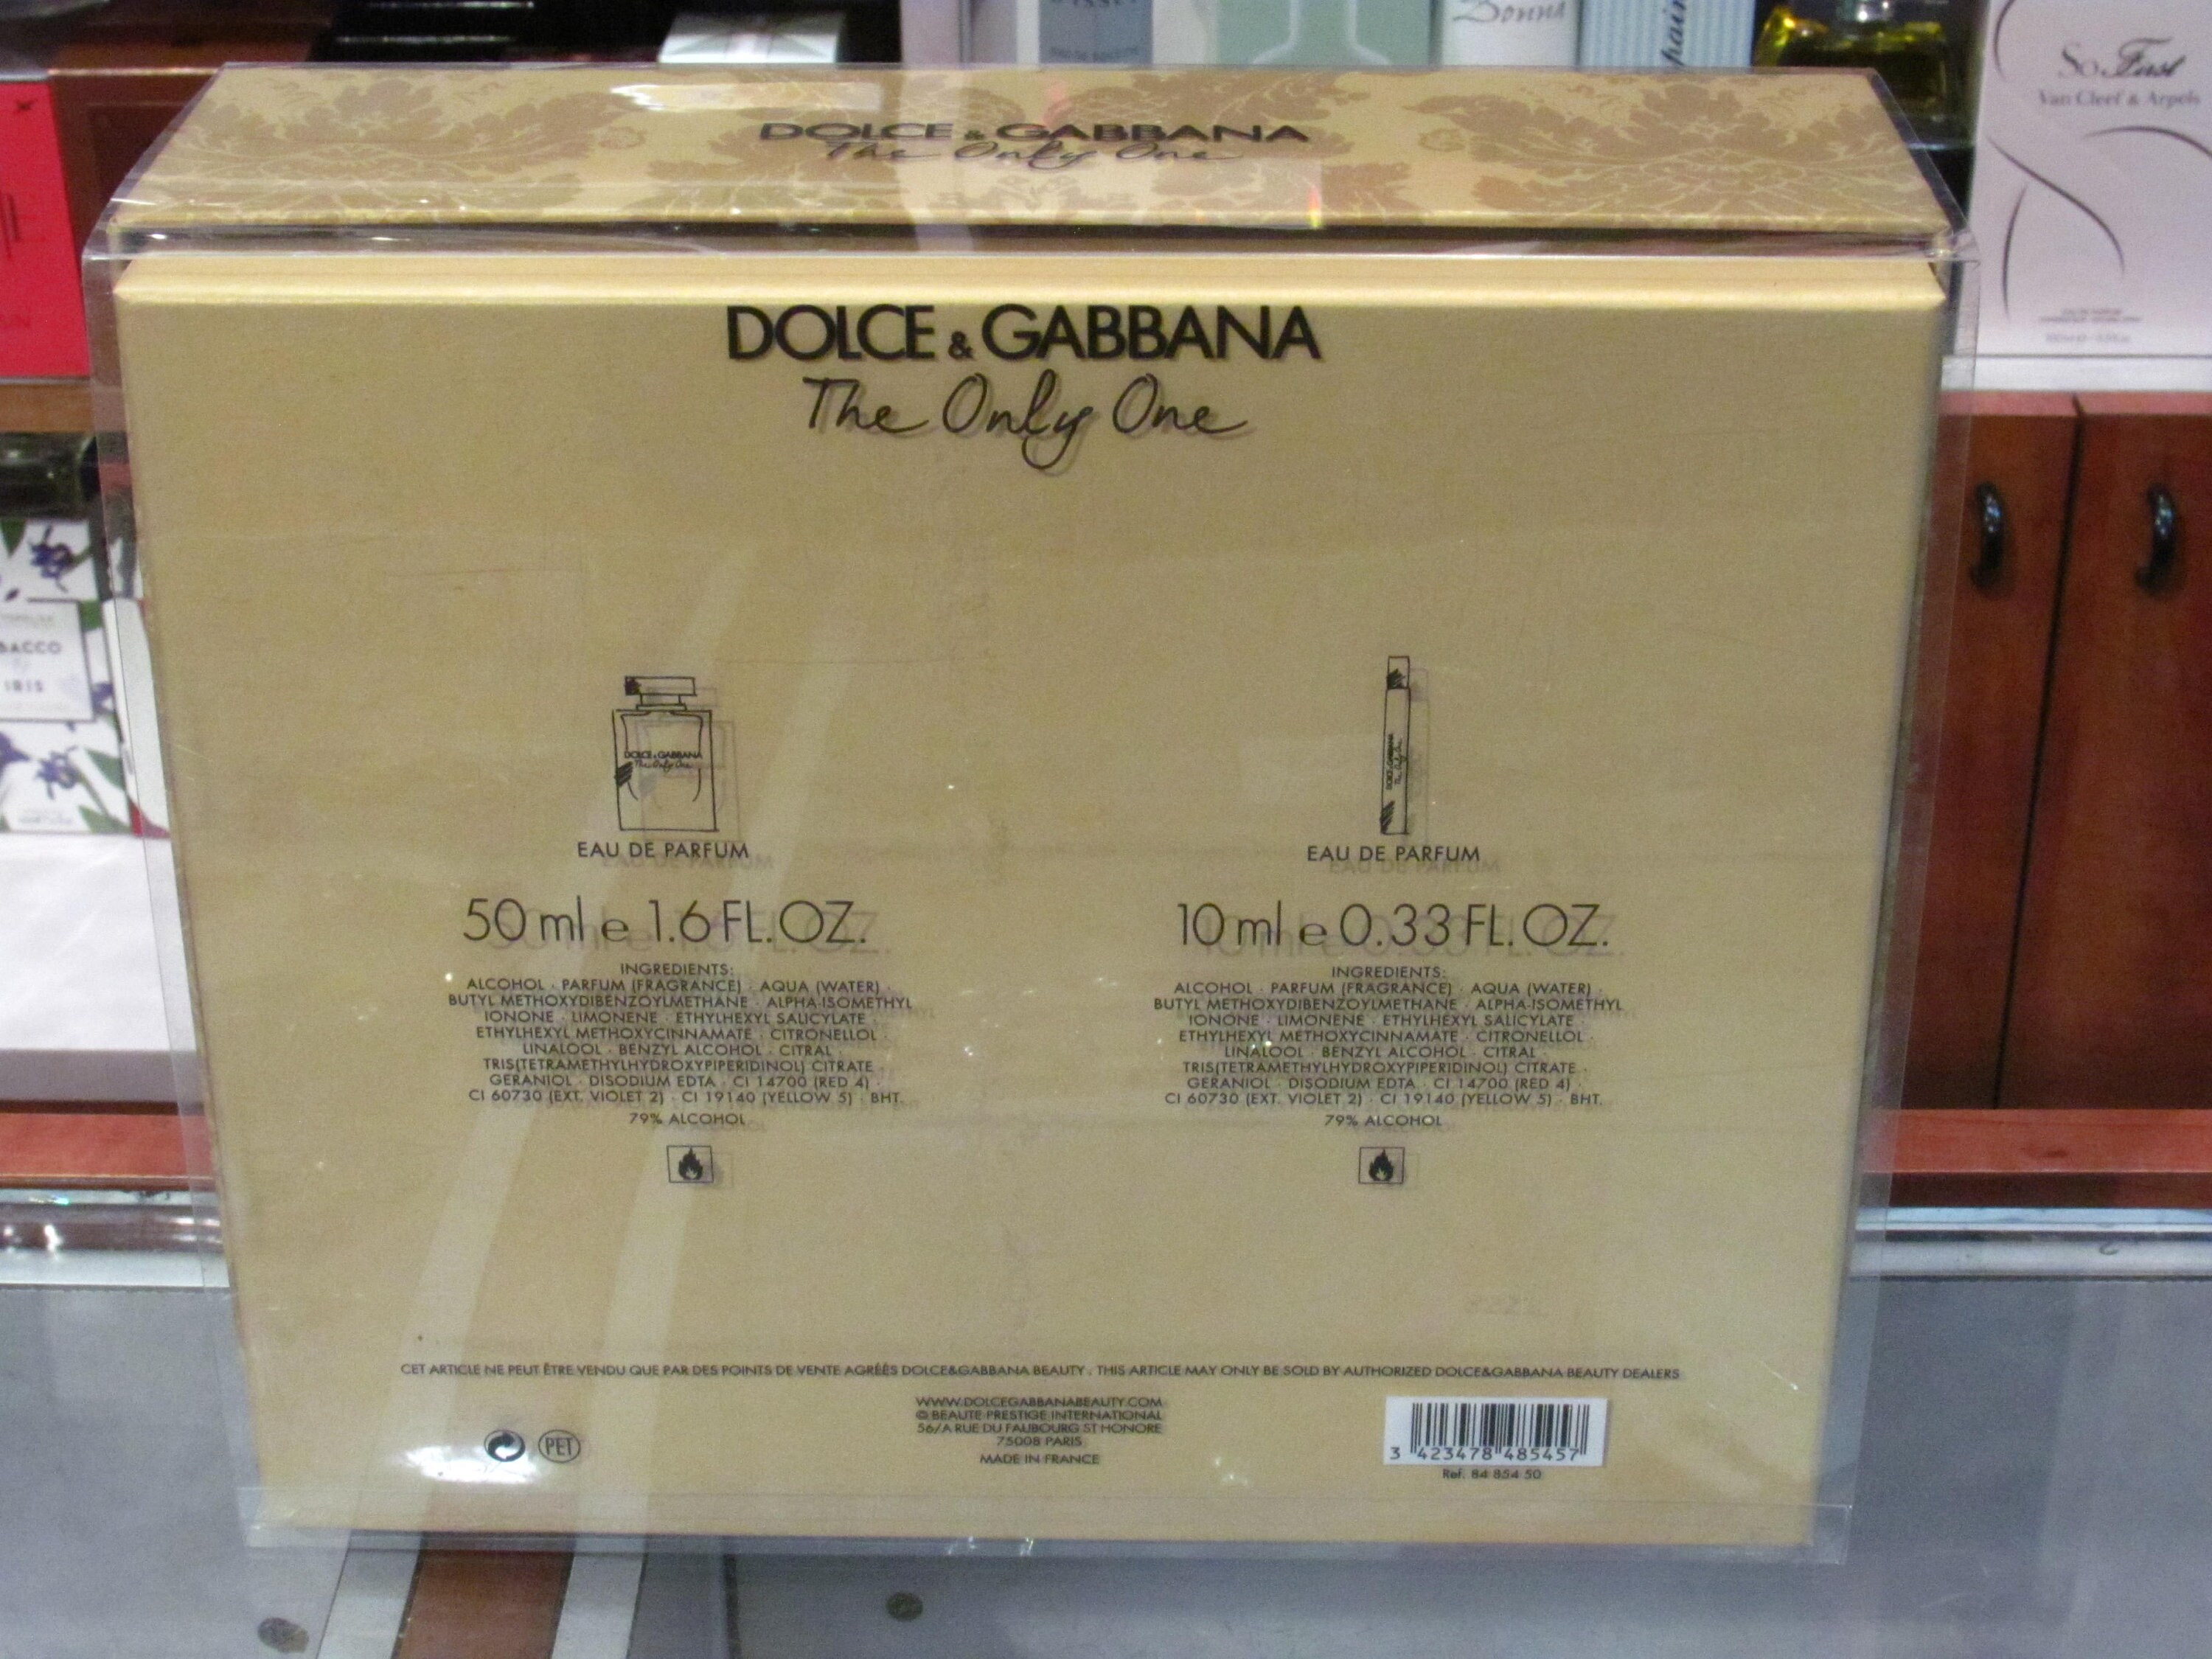 Donna
So First
Van Cleef & Arpels
DOLCE & GABBANA
The Only One
DOLCE & GABBANA
The Only One
BACCO
IRIS
DOLCE & GABBANA
The Only One
DOLCE & GABBANA
The Only One
EAU DE PARFUM
50 ml e 1.6 FL. OZ.
INGREDIENTS:
ALCOHOL · PARFUM (FRAGRANCE) · AQUA (WATER) ·
BUTYL METHOXYDIBENZOYLMETHANE · ALPHA-ISOMETHYL
IONONE · LIMONENE · ETHYLHEXYL SALICYLATE ·
ETHYLHEXYL METHOXYCINNAMATE · CITRONELLOL ·
LINALOOL · BENZYL ALCOHOL · CITRAL ·
TRIS(TETRAMETHYLHYDROXYPIPERIDINOL) CITRATE ·
GERANIOL · DISODIUM EDTA · CI 14700 (RED 4) ·
CI 60730 (EXT. VIOLET 2) · CI 19140 (YELLOW 5) · BHT.
79% ALCOHOL
EAU DE PARFUM
10 ml e 0.33 FL. OZ.
INGREDIENTS:
ALCOHOL · PARFUM (FRAGRANCE) · AQUA (WATER) ·
BUTYL METHOXYDIBENZOYLMETHANE · ALPHA-ISOMETHYL
IONONE · LIMONENE · ETHYLHEXYL SALICYLATE ·
ETHYLHEXYL METHOXYCINNAMATE · CITRONELLOL ·
LINALOOL · BENZYL ALCOHOL · CITRAL ·
TRIS(TETRAMETHYLHYDROXYPIPERIDINOL) CITRATE ·
GERANIOL · DISODIUM EDTA · CI 14700 (RED 4) ·
CI 60730 (EXT. VIOLET 2) · CI 19140 (YELLOW 5) · BHT.
79% ALCOHOL
CET ARTICLE NE PEUT ÊTRE VENDU QUE PAR DES POINTS DE VENTE AGRÉÉS DOLCE&GABBANA BEAUTY . THIS ARTICLE MAY ONLY BE SOLD BY AUTHORIZED DOLCE&GABBANA BEAUTY DEALERS
PET
WWW.DOLCEGABBANABEAUTY.COM
© BEAUTE PRESTIGE INTERNATIONAL
56/A RUE DU FAUBOURG ST HONORE
75008 PARIS
MADE IN FRANCE
3 423478 485457
Ref. 84 854 50